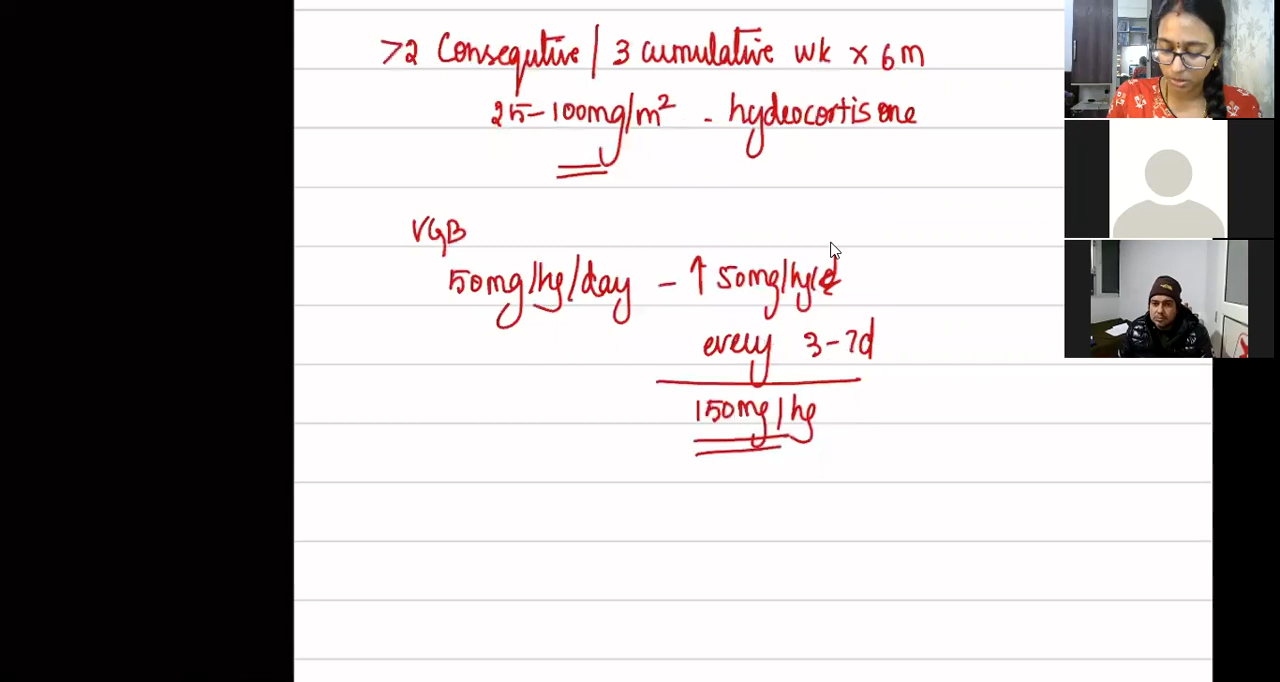 >2 Consequtive / 3 cumulative wk x 6m
25-100mg/m² - hydrocortisone
VGB
50mg/kg/day - ↑ 50mg/kg/d
every 3-7d
150mg/kg